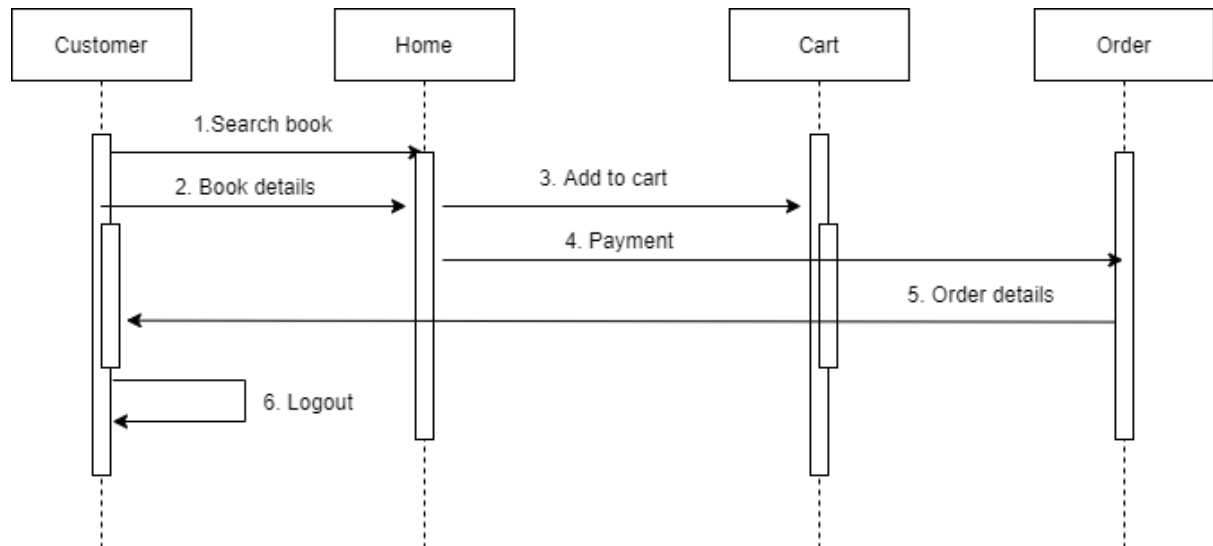 Customer
Home
Cart
Order
1.Search book
2. Book details
3. Add to cart
4. Payment
5. Order details
6. Logout